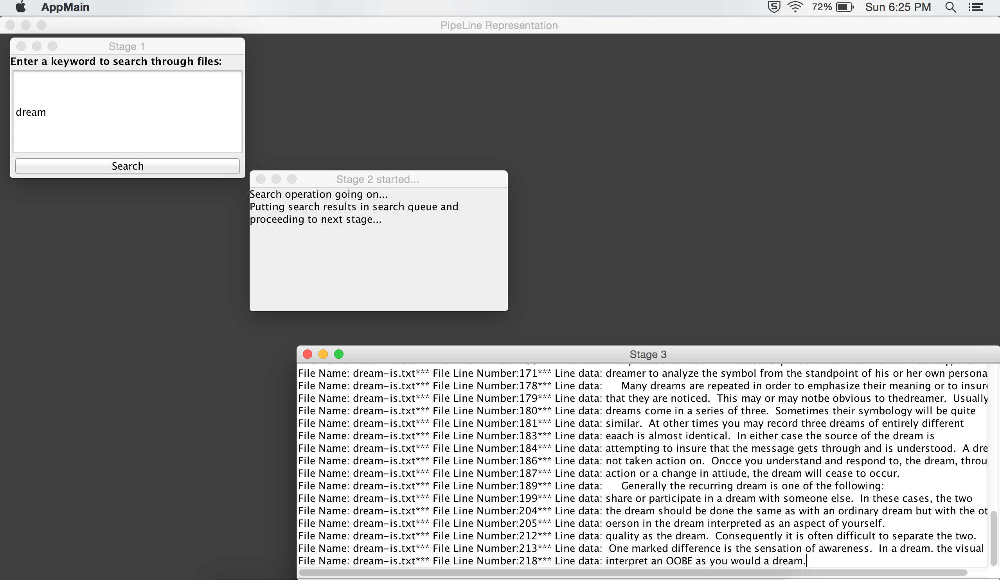 AppMain 72% Sun 6:25 PM
PipeLine Representation
Stage 1
Enter a keyword to search through files:
dream
Search
Stage 2 started...
Search operation going on...
Putting search results in search queue and
proceeding to next stage...
Stage 3
File Name: dream-is.txt*** File Line Number:171*** Line data: dreamer to analyze the symbol from the standpoint of his or her own persona
File Name: dream-is.txt*** File Line Number:178*** Line data:      Many dreams are repeated in order to emphasize their meaning or to insure
File Name: dream-is.txt*** File Line Number:179*** Line data: that they are noticed.  This may or may notbe obvious to thedreamer.  Usually
File Name: dream-is.txt*** File Line Number:180*** Line data: dreams come in a series of three.  Sometimes their symbology will be quite
File Name: dream-is.txt*** File Line Number:181*** Line data: similar.  At other times you may record three dreams of entirely different
File Name: dream-is.txt*** File Line Number:183*** Line data: eaach is almost identical.  In either case the source of the dream is
File Name: dream-is.txt*** File Line Number:184*** Line data: attempting to insure that the message gets through and is understood.  A dre
File Name: dream-is.txt*** File Line Number:186*** Line data: not taken action on.  Oncce you understand and respond to, the dream, throu
File Name: dream-is.txt*** File Line Number:187*** Line data: action or a change in attiude, the dream will cease to occur.
File Name: dream-is.txt*** File Line Number:189*** Line data:      Generally the recurring dream is one of the following:
File Name: dream-is.txt*** File Line Number:199*** Line data: share or participate in a dream with someone else.  In these cases, the two
File Name: dream-is.txt*** File Line Number:204*** Line data: the dream should be done the same as with an ordinary dream but with the ot
File Name: dream-is.txt*** File Line Number:205*** Line data: oerson in the dream interpreted as an aspect of yourself.
File Name: dream-is.txt*** File Line Number:212*** Line data: quality as the dream.  Consequently it is often difficult to separate the two.
File Name: dream-is.txt*** File Line Number:213*** Line data:  One marked difference is the sensation of awareness.  In a dream. the visual
File Name: dream-is.txt*** File Line Number:218*** Line data: interpret an OOBE as you would a dream.